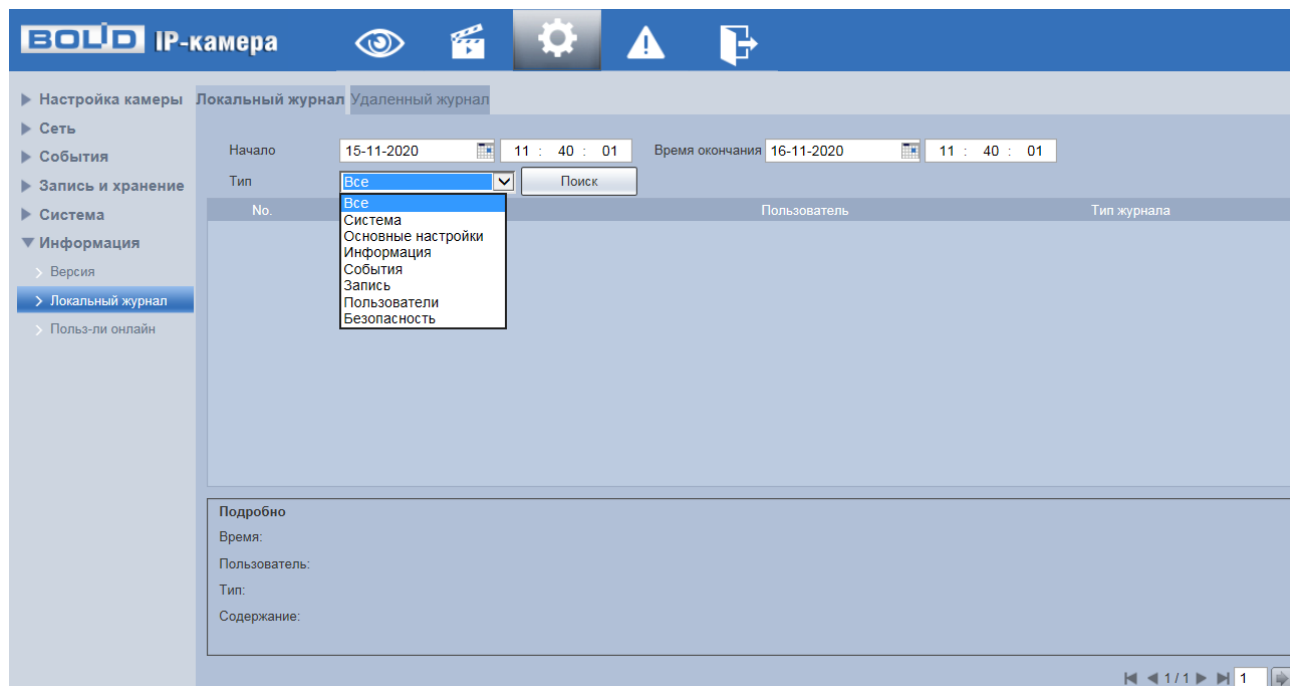 BOLID IP-камера
Настройка камеры
Сеть
События
Запись и хранение
Система
Информация
Версия
Локальный журнал
Польз-ли онлайн
Локальный журнал Удаленный журнал
Начало 15-11-2020 11 : 40 : 01 Время окончания 16-11-2020 11 : 40 : 01
Тип Все Поиск
No. Пользователь Тип журнала
Все
Система
Основные настройки
Информация
События
Запись
Пользователи
Безопасность
Подробно
Время:
Пользователь:
Тип:
Содержание:
1 / 1 1